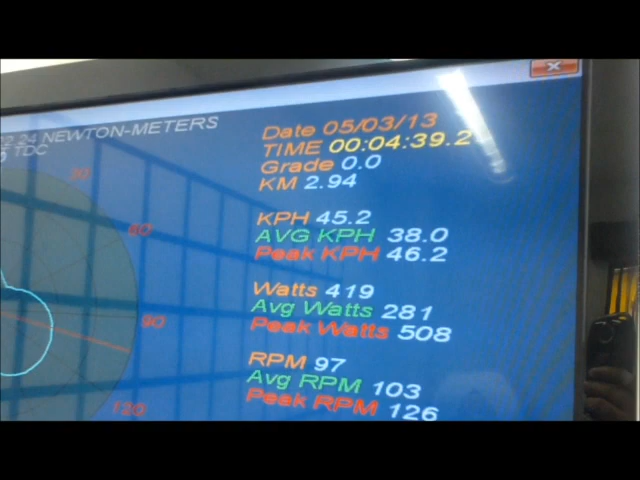 24 NEWTON-METERS
TDC
30
60
90
120
Date 05/03/13
TIME 00:04:39.2
Grade 0.0
KM 2.94
KPH 45.2
AVG KPH 38.0
Peak KPH 46.2
Watts 419
Avg Watts 281
Peak Watts 508
RPM 97
Avg RPM 103
Peak RPM 126